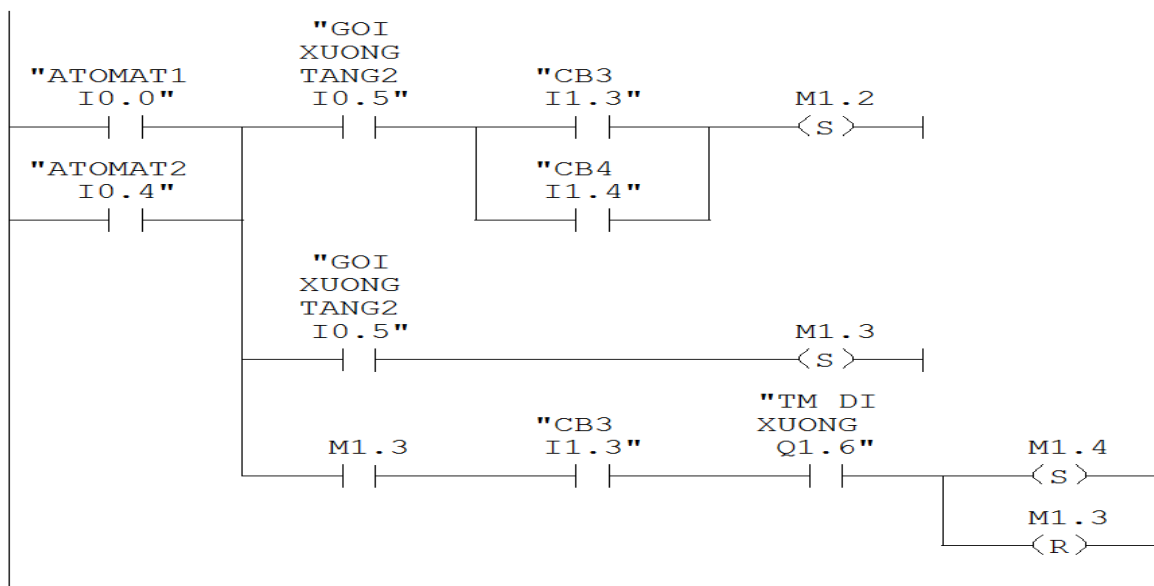 "GOI
XUONG
TANG2
I0.5"
"ATOMAT1
I0.0"
"CB3
I1.3"
M1.2
(S)
"ATOMAT2
I0.4"
"CB4
I1.4"
"GOI
XUONG
TANG2
I0.5"
M1.3
(S)
M1.3
"CB3
I1.3"
"TM DI
XUONG
Q1.6"
M1.4
(S)
M1.3
(R)